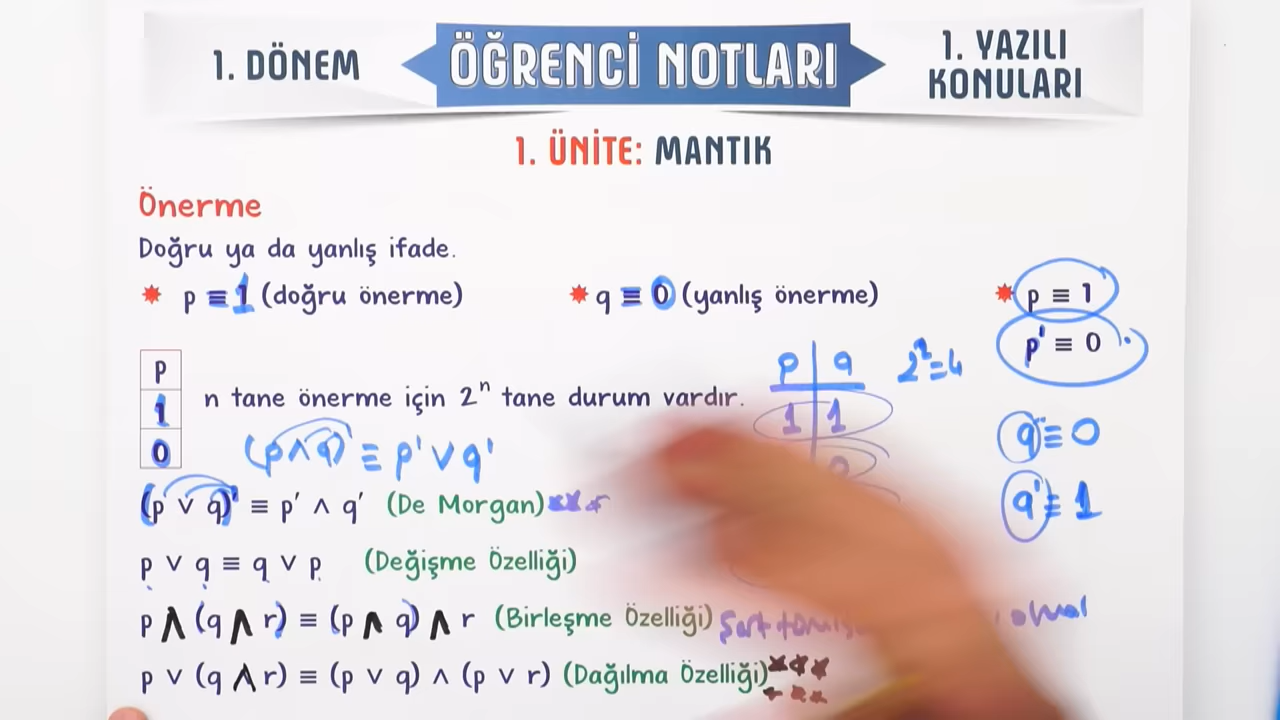 1. DÖNEM
ÖĞRENCİ NOTLARI
1. YAZILI
KONULARI
1. ÜNİTE: MANTIK
Önerme
Doğru ya da yanlış ifade.
p ≡ 1 (doğru önerme)
q ≡ 0 (yanlış önerme)
p ≡ 1
p' ≡ 0
p
1
0
n tane önerme için 2ⁿ tane durum vardır.
p q
1 1
0
2²=4
q ≡ 0
q' ≡ 1
(p∧q)' ≡ p' ∨ q'
(p ∨ q)' ≡ p' ∧ q' (De Morgan)
p ∨ q ≡ q ∨ p (Değişme Özelliği)
p ∧ (q ∧ r) ≡ (p ∧ q) ∧ r (Birleşme Özelliği)
p ∨ (q ∧ r) ≡ (p ∨ q) ∧ (p ∨ r) (Dağılma Özelliği)